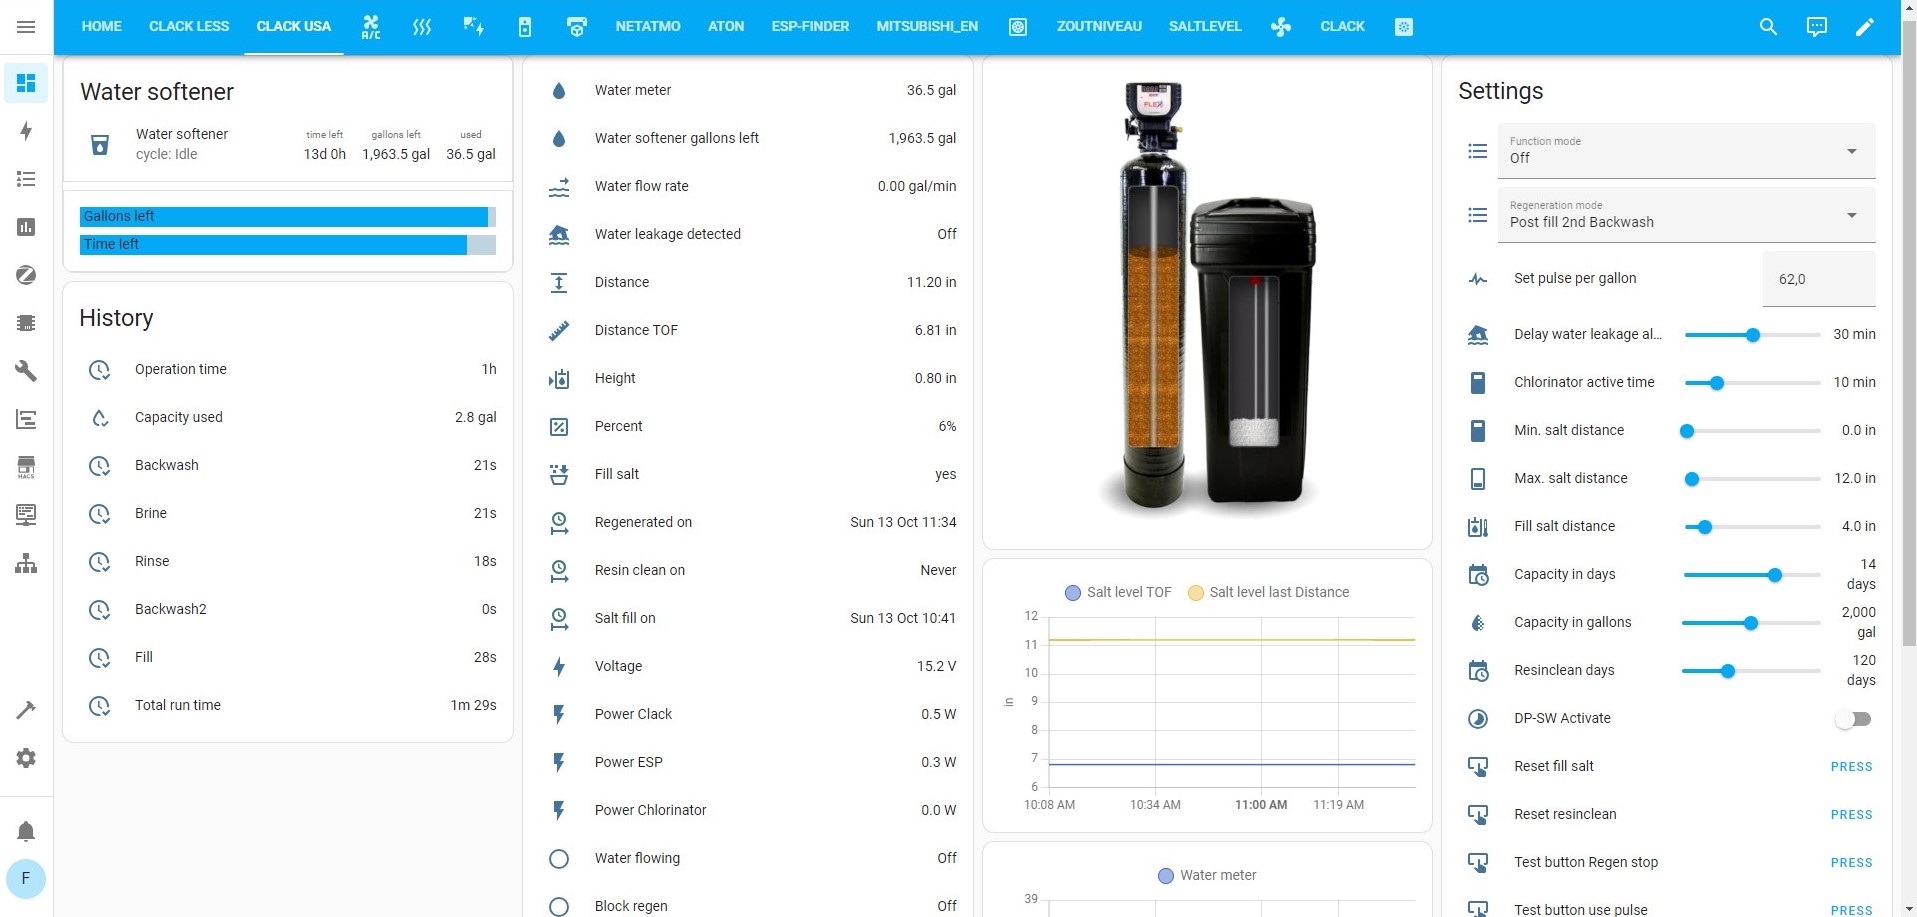 HOME
CLACK LESS
CLACK USA
A/C
NETATMO
ATON
ESP-FINDER
MITSUBISHI_EN
ZOUTNIVEAU
SALTLEVEL
CLACK
HACS
F
Water softener
Water softener
cycle: Idle
time left
13d 0h
gallons left
1,963.5 gal
used
36.5 gal
Gallons left
Time left
History
Operation time 1h
Capacity used 2.8 gal
Backwash 21s
Brine 21s
Rinse 18s
Backwash2 0s
Fill 28s
Total run time 1m 29s
Water meter 36.5 gal
Water softener gallons left 1,963.5 gal
Water flow rate 0.00 gal/min
Water leakage detected Off
Distance 11.20 in
Distance TOF 6.81 in
Height 0.80 in
Percent 6%
Fill salt yes
Regenerated on Sun 13 Oct 11:34
Resin clean on Never
Salt fill on Sun 13 Oct 10:41
Voltage 15.2 V
Power Clack 0.5 W
Power ESP 0.3 W
Power Chlorinator 0.0 W
Water flowing Off
Block regen Off
FLEX
Salt level TOF Salt level last Distance
12
11
10
9
8
7
6
in
10:08 AM 10:34 AM 11:00 AM 11:19 AM
Water meter
39
Settings
Function mode
Off
Regeneration mode
Post fill 2nd Backwash
Set pulse per gallon 62,0
Delay water leakage al... 30 min
Chlorinator active time 10 min
Min. salt distance 0.0 in
Max. salt distance 12.0 in
Fill salt distance 4.0 in
Capacity in days 14 days
Capacity in gallons 2,000 gal
Resinclean days 120 days
DP-SW Activate
Reset fill salt PRESS
Reset resinclean PRESS
Test button Regen stop PRESS
Test button use pulse PRESS